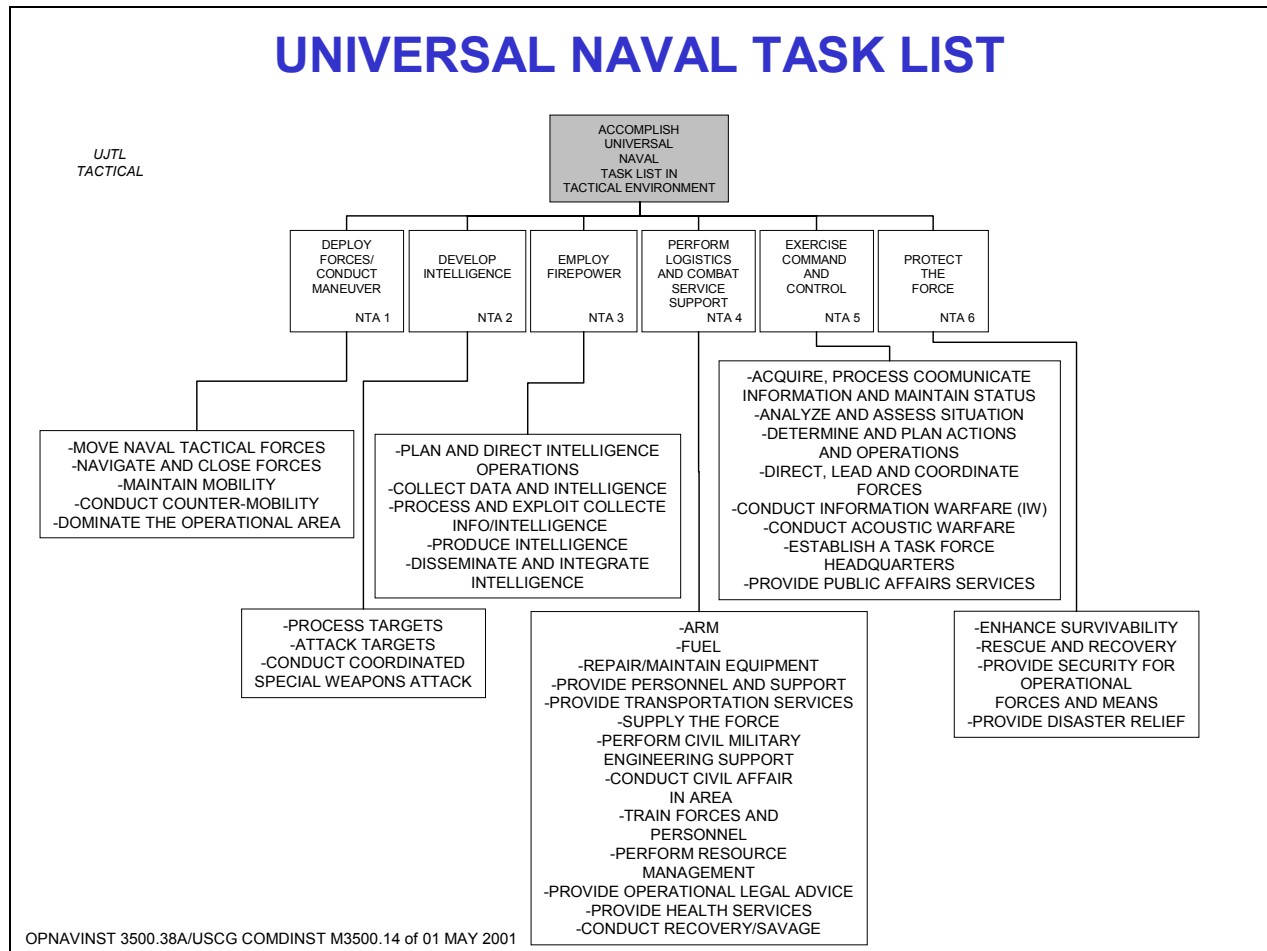 UNIVERSAL NAVAL TASK LIST
UJTL
TACTICAL
ACCOMPLISH
UNIVERSAL
NAVAL
TASK LIST IN
TACTICAL ENVIRONMENT
DEPLOY
FORCES/
CONDUCT
MANEUVER
NTA 1
DEVELOP
INTELLIGENCE
NTA 2
EMPLOY
FIREPOWER
NTA 3
PERFORM
LOGISTICS
AND COMBAT
SERVICE
SUPPORT
NTA 4
EXERCISE
COMMAND
AND
CONTROL
NTA 5
PROTECT
THE
FORCE
NTA 6
-MOVE NAVAL TACTICAL FORCES
-NAVIGATE AND CLOSE FORCES
-MAINTAIN MOBILITY
-CONDUCT COUNTER-MOBILITY
-DOMINATE THE OPERATIONAL AREA
-PLAN AND DIRECT INTELLIGENCE
OPERATIONS
-COLLECT DATA AND INTELLIGENCE
-PROCESS AND EXPLOIT COLLECTE
INFO/INTELLIGENCE
-PRODUCE INTELLIGENCE
-DISSEMINATE AND INTEGRATE
INTELLIGENCE
-ACQUIRE, PROCESS COOMUNICATE
INFORMATION AND MAINTAIN STATUS
-ANALYZE AND ASSESS SITUATION
-DETERMINE AND PLAN ACTIONS
AND OPERATIONS
-DIRECT, LEAD AND COORDINATE
FORCES
-CONDUCT INFORMATION WARFARE (IW)
-CONDUCT ACOUSTIC WARFARE
-ESTABLISH A TASK FORCE
HEADQUARTERS
-PROVIDE PUBLIC AFFAIRS SERVICES
-PROCESS TARGETS
-ATTACK TARGETS
-CONDUCT COORDINATED
SPECIAL WEAPONS ATTACK
-ARM
-FUEL
-REPAIR/MAINTAIN EQUIPMENT
-PROVIDE PERSONNEL AND SUPPORT
-PROVIDE TRANSPORTATION SERVICES
-SUPPLY THE FORCE
-PERFORM CIVIL MILITARY
ENGINEERING SUPPORT
-CONDUCT CIVIL AFFAIR
IN AREA
-TRAIN FORCES AND
PERSONNEL
-PERFORM RESOURCE
MANAGEMENT
-PROVIDE OPERATIONAL LEGAL ADVICE
-PROVIDE HEALTH SERVICES
-CONDUCT RECOVERY/SAVAGE
-ENHANCE SURVIVABILITY
-RESCUE AND RECOVERY
-PROVIDE SECURITY FOR
OPERATIONAL
FORCES AND MEANS
-PROVIDE DISASTER RELIEF
OPNAVINST 3500.38A/USCG COMDINST M3500.14 of 01 MAY 2001